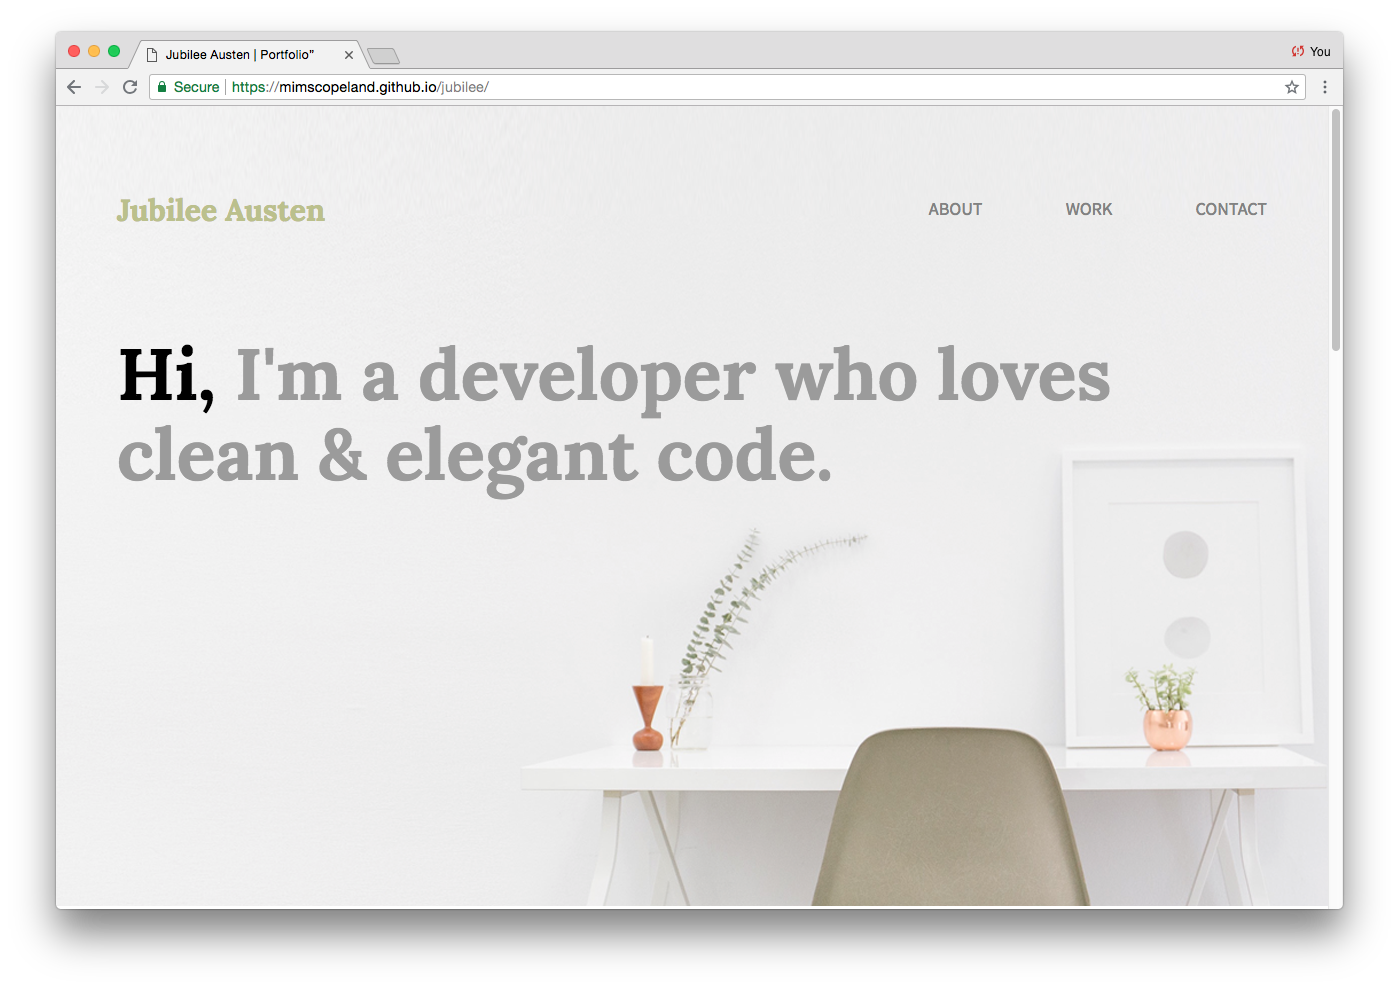 Jubilee Austen | Portfolio”
You
Secure
https://mimscopeland.github.io/jubilee/
Jubilee Austen
ABOUT
WORK
CONTACT
Hi, I'm a developer who loves
clean & elegant code.